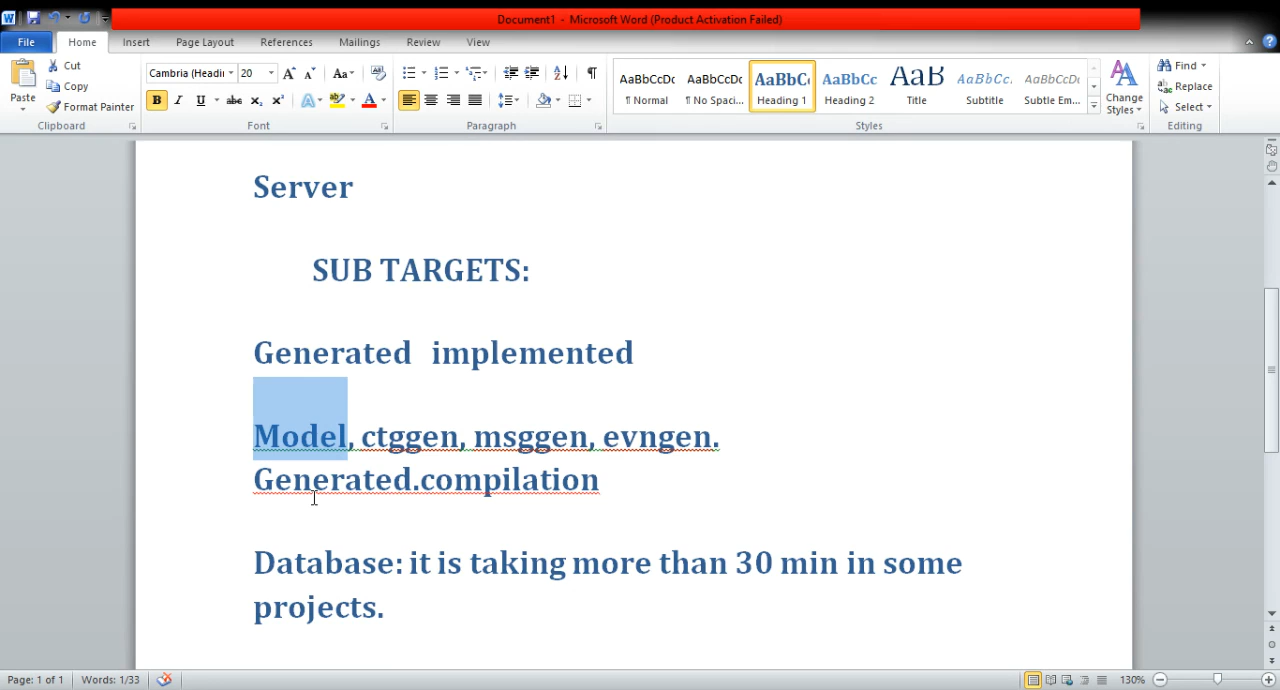 Document1 - Microsoft Word (Product Activation Failed)
File Home Insert Page Layout References Mailings Review View
Cut
Copy
Format Painter
Paste
Clipboard
Cambria (Headi 20
Font
Paragraph
AaBbCcDc AaBbCcDc AaBbC AaBbCc AaB AaBbCc. AaBbCcDc
¶ Normal ¶ No Spaci... Heading 1 Heading 2 Title Subtitle Subtle Em...
Change
Styles
Styles
Find
Replace
Select
Editing
Server
SUB TARGETS:
Generated implemented
Model, ctggen, msggen, evngen.
Generated.compilation
Database: it is taking more than 30 min in some
projects.
Page: 1 of 1 Words: 1/33 130%